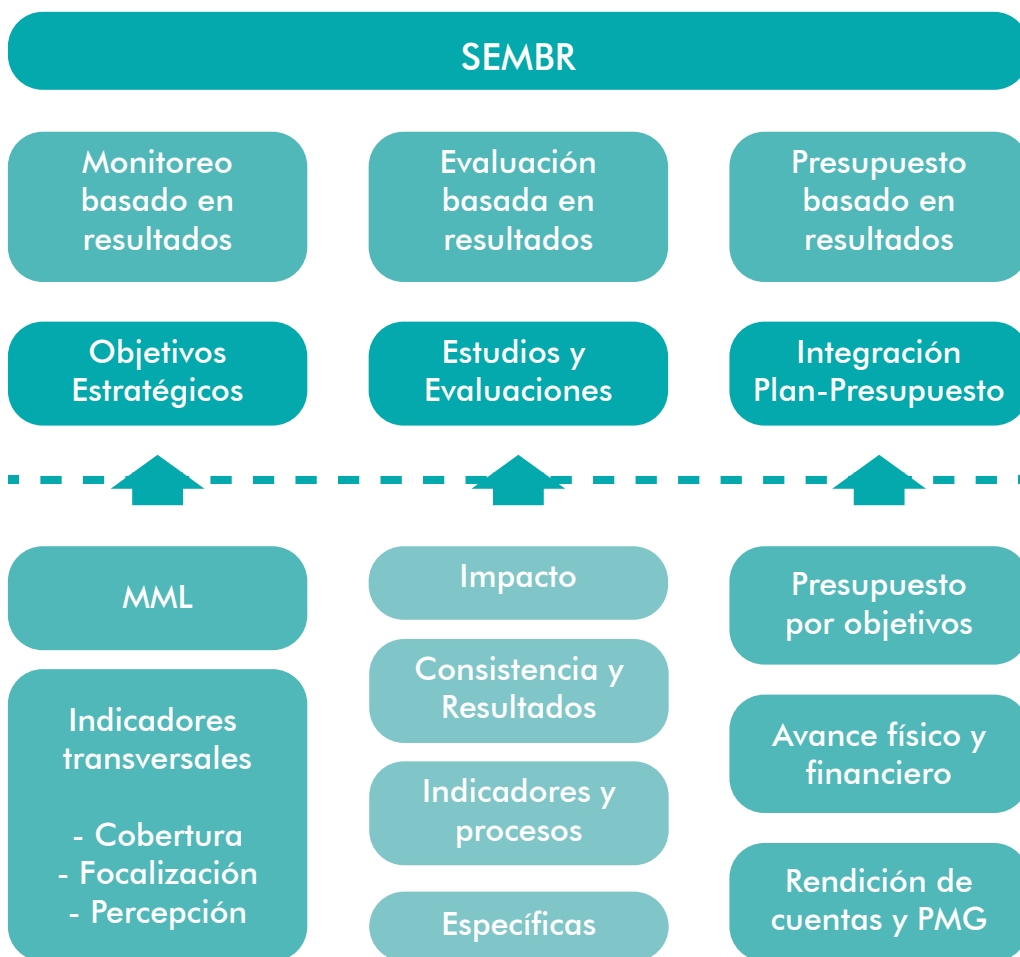 SEMBR
Monitoreo
basado en
resultados
Evaluación
basada en
resultados
Presupuesto
basado en
resultados
Objetivos
Estratégicos
Estudios y
Evaluaciones
Integración
Plan-Presupuesto
MML
Indicadores
transversales
- Cobertura
- Focalización
- Percepción
Impacto
Consistencia y
Resultados
Indicadores y
procesos
Específicas
Presupuesto
por objetivos
Avance físico y
financiero
Rendición de
cuentas y PMG